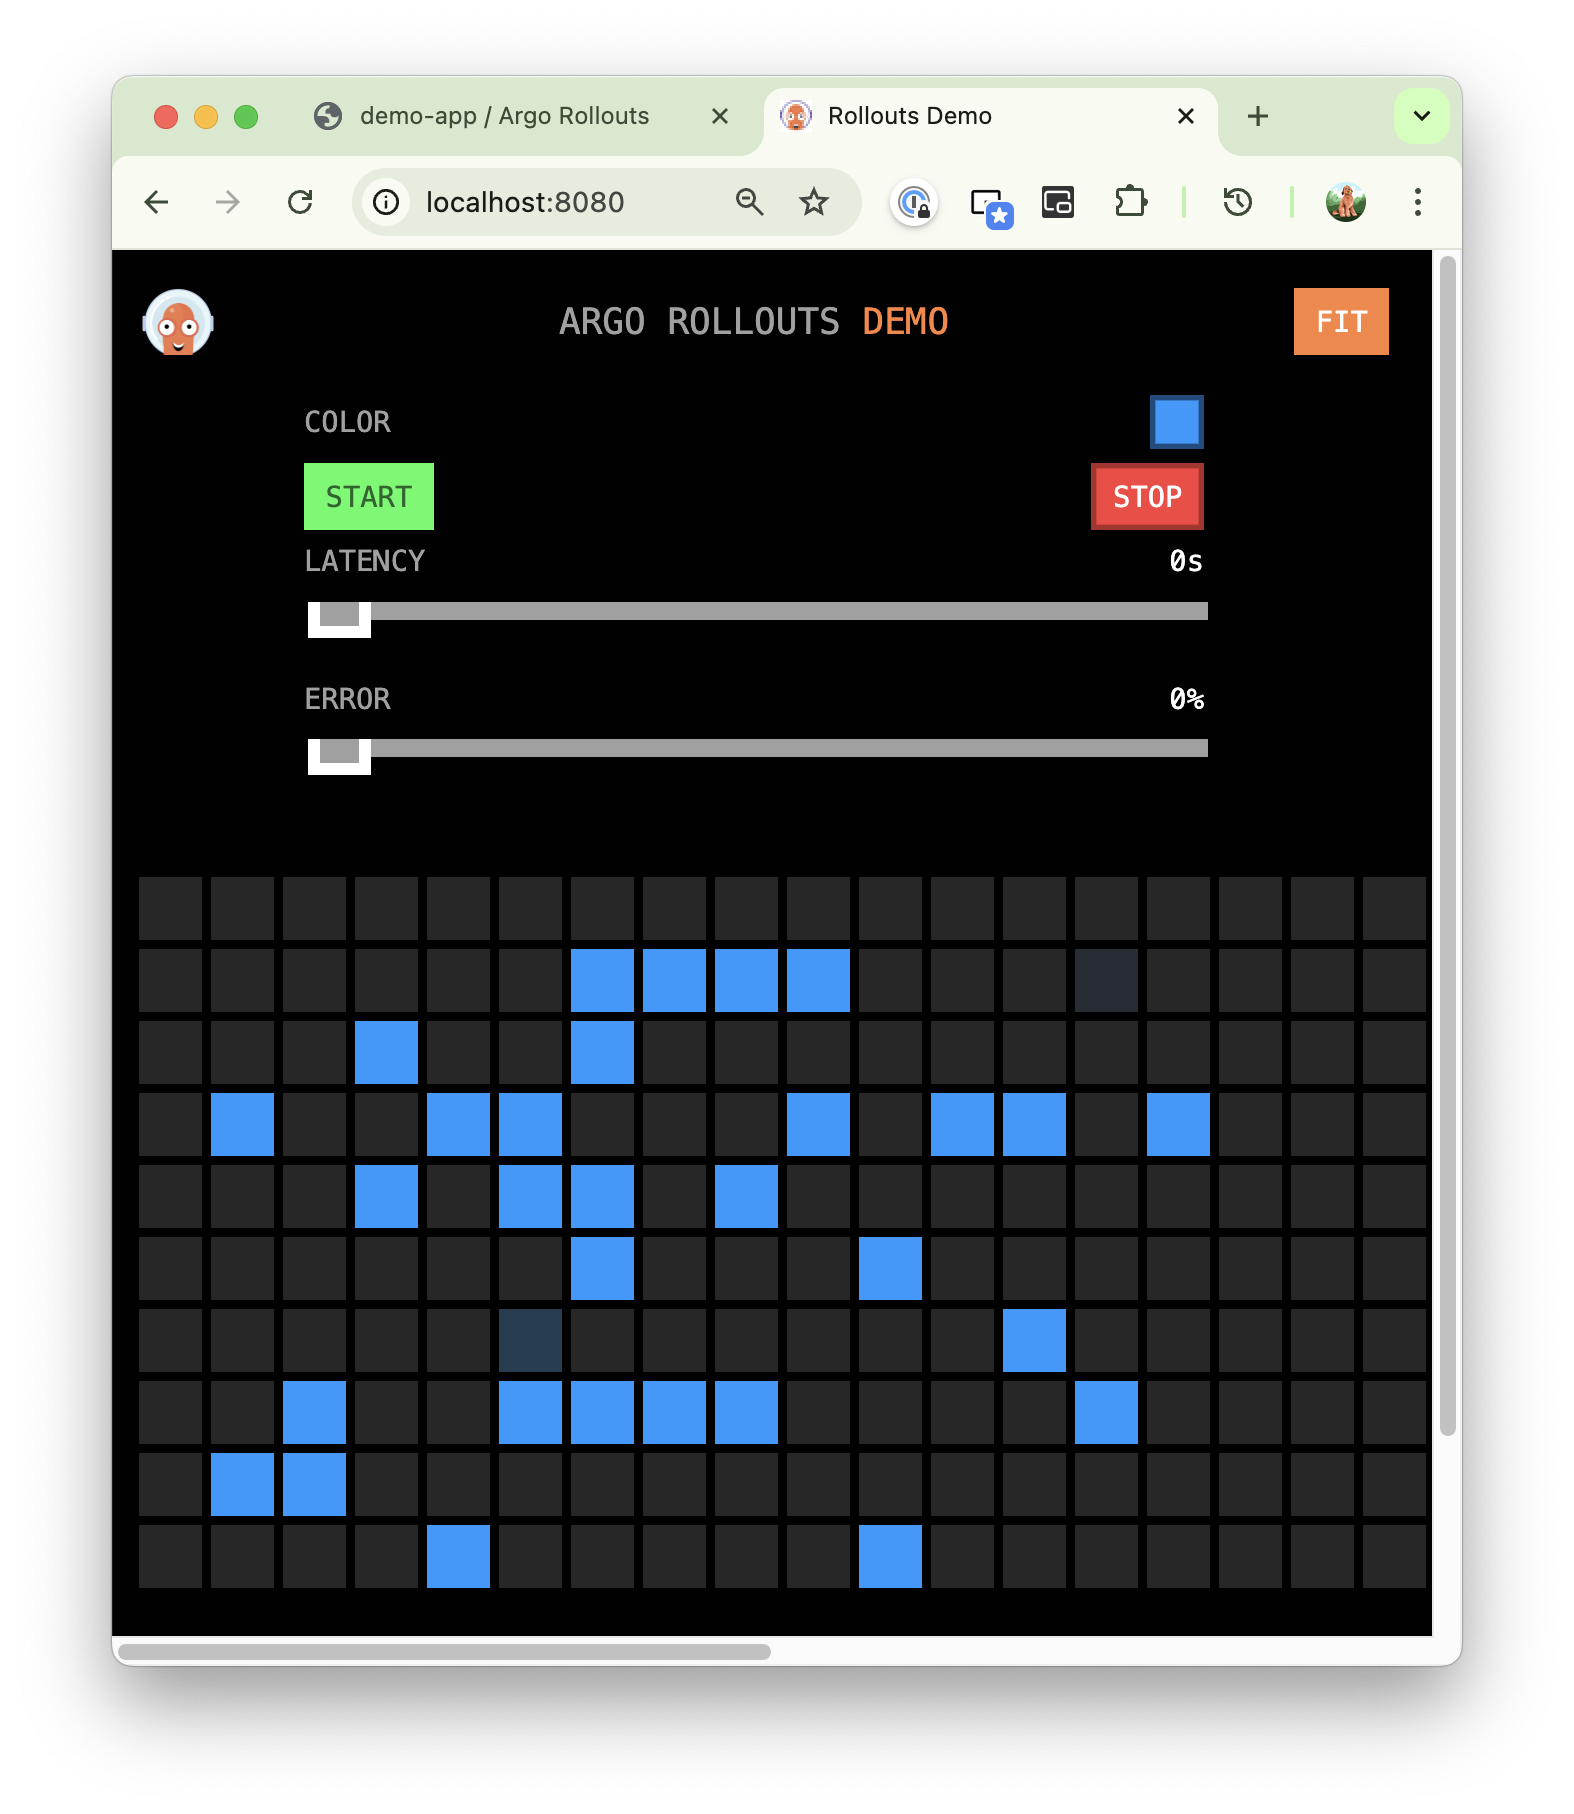 demo-app / Argo Rollouts
Rollouts Demo
localhost:8080
ARGO ROLLOUTS DEMO
FIT
COLOR
START
STOP
LATENCY
0s
ERROR
0%